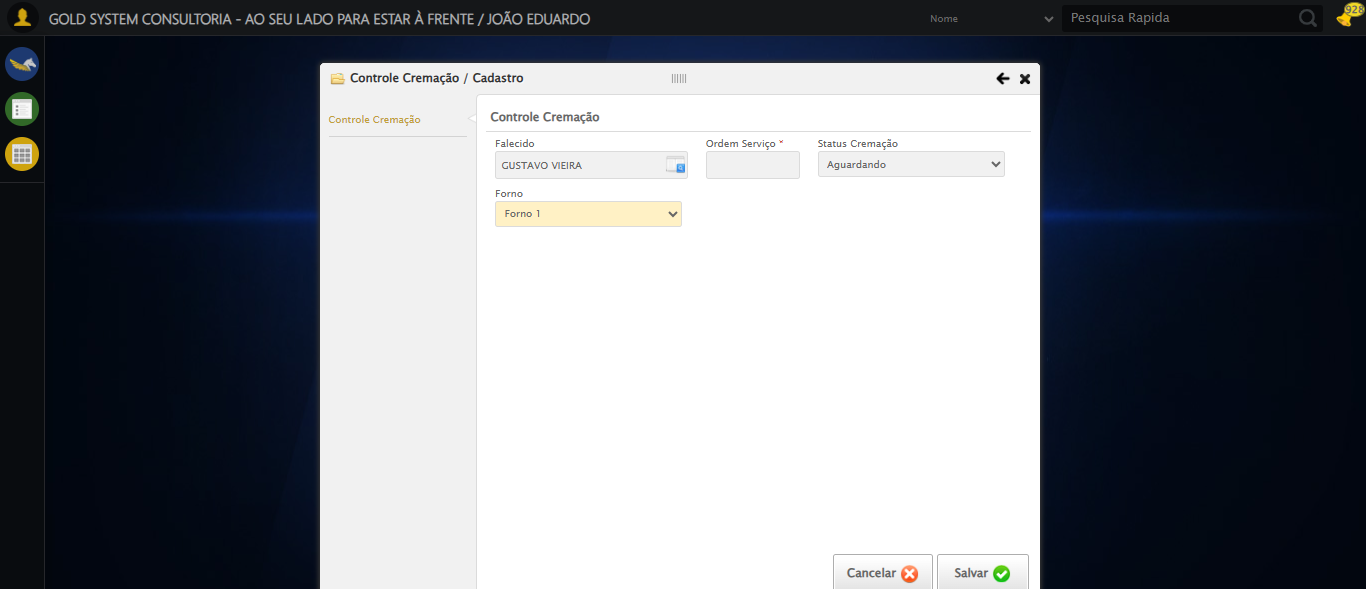 GOLD SYSTEM CONSULTORIA - AO SEU LADO PARA ESTAR À FRENTE / JOÃO EDUARDO
Nome
Pesquisa Rapida
928
Controle Cremação / Cadastro
Controle Cremação
Controle Cremação
Falecido
Ordem Serviço *
Status Cremação
GUSTAVO VIEIRA
Aguardando
Forno
Forno 1
Cancelar
Salvar